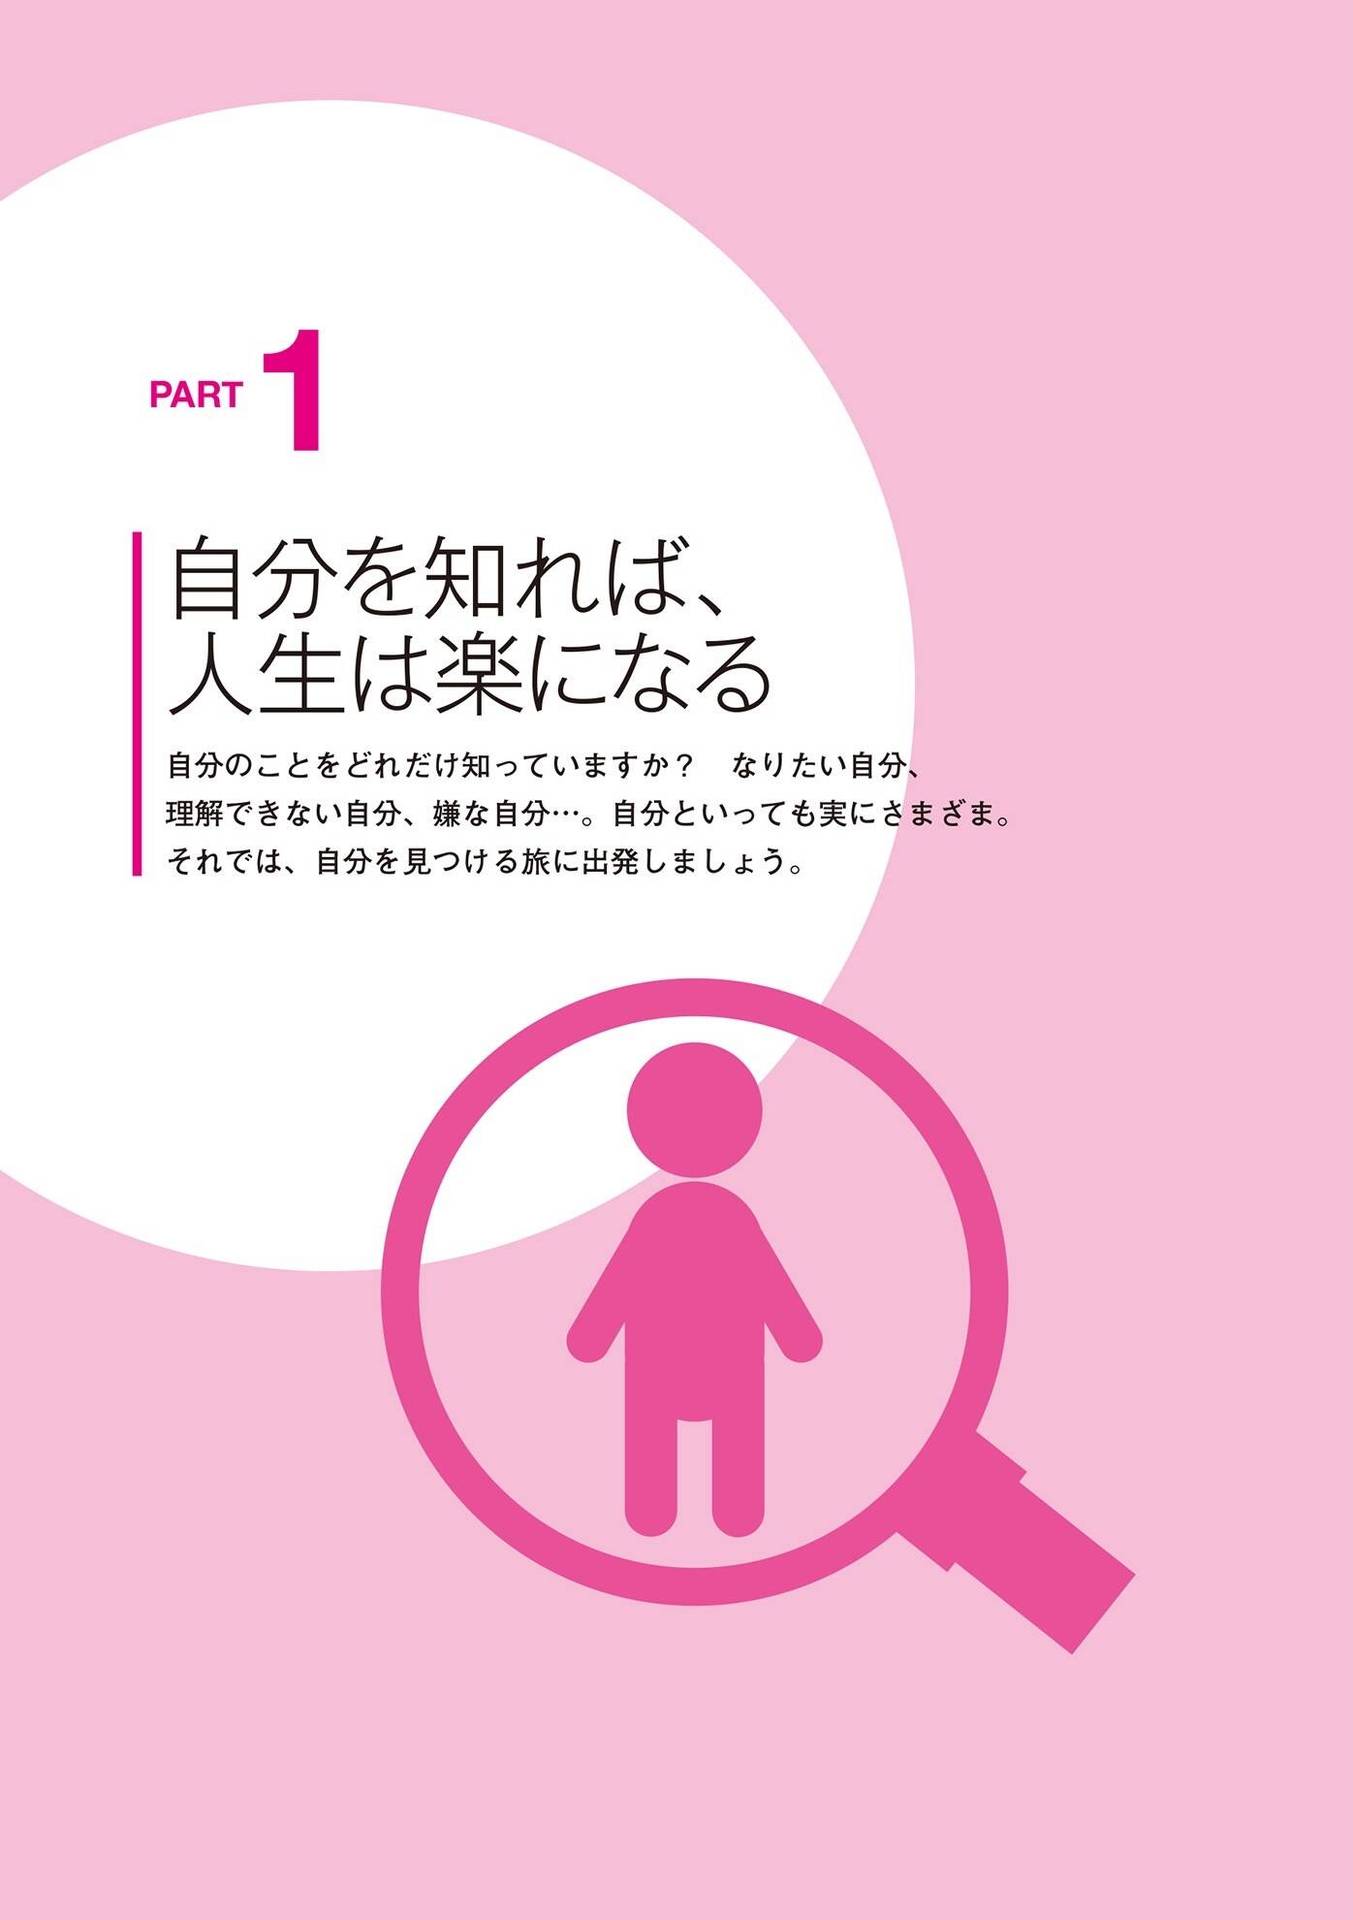 PART 1
自分を知れば、
人生は楽になる
自分のことをどれだけ知っていますか？　なりたい自分、
理解できない自分、嫌な自分…。自分といっても実にさまざま。
それでは、自分を見つける旅に出発しましょう。